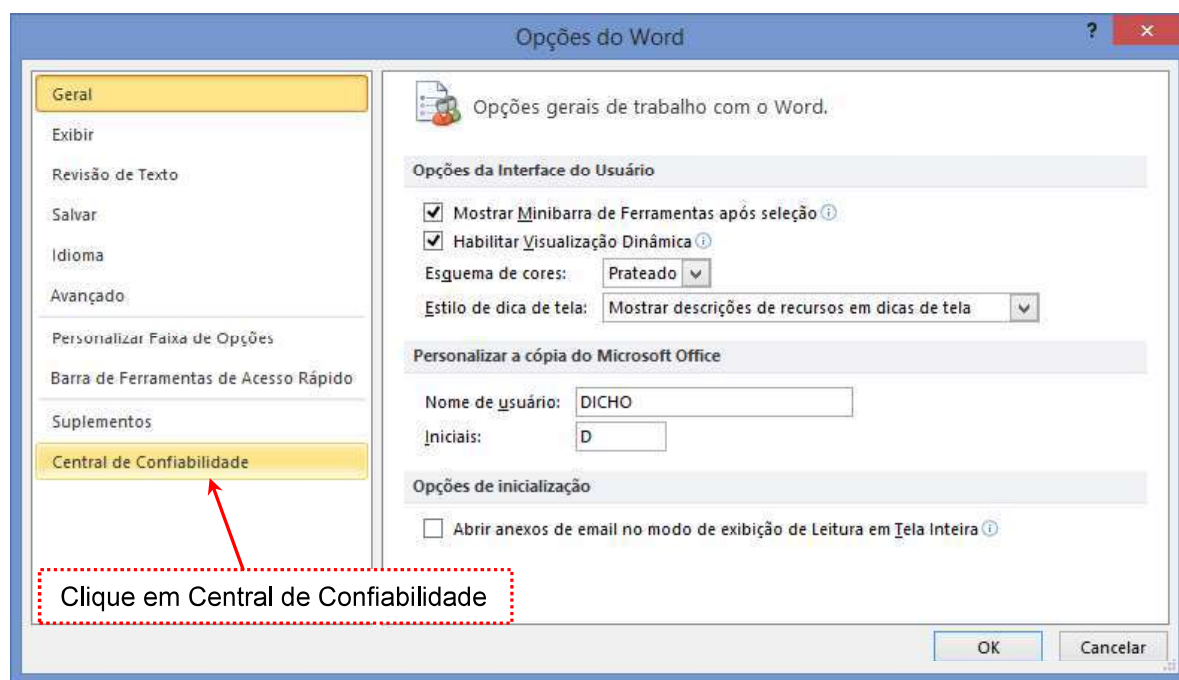 Opções do Word
?
Geral
Exibir
Revisão de Texto
Salvar
Idioma
Avançado
Personalizar Faixa de Opções
Barra de Ferramentas de Acesso Rápido
Suplementos
Central de Confiabilidade
Opções gerais de trabalho com o Word.
Opções da Interface do Usuário
Mostrar Minibarra de Ferramentas após seleção
Habilitar Visualização Dinâmica
Esquema de cores: Prateado
Estilo de dica de tela: Mostrar descrições de recursos em dicas de tela
Personalizar a cópia do Microsoft Office
Nome de usuário: DICHO
Iniciais: D
Opções de inicialização
Abrir anexos de email no modo de exibição de Leitura em Tela Inteira
Clique em Central de Confiabilidade
OK Cancelar